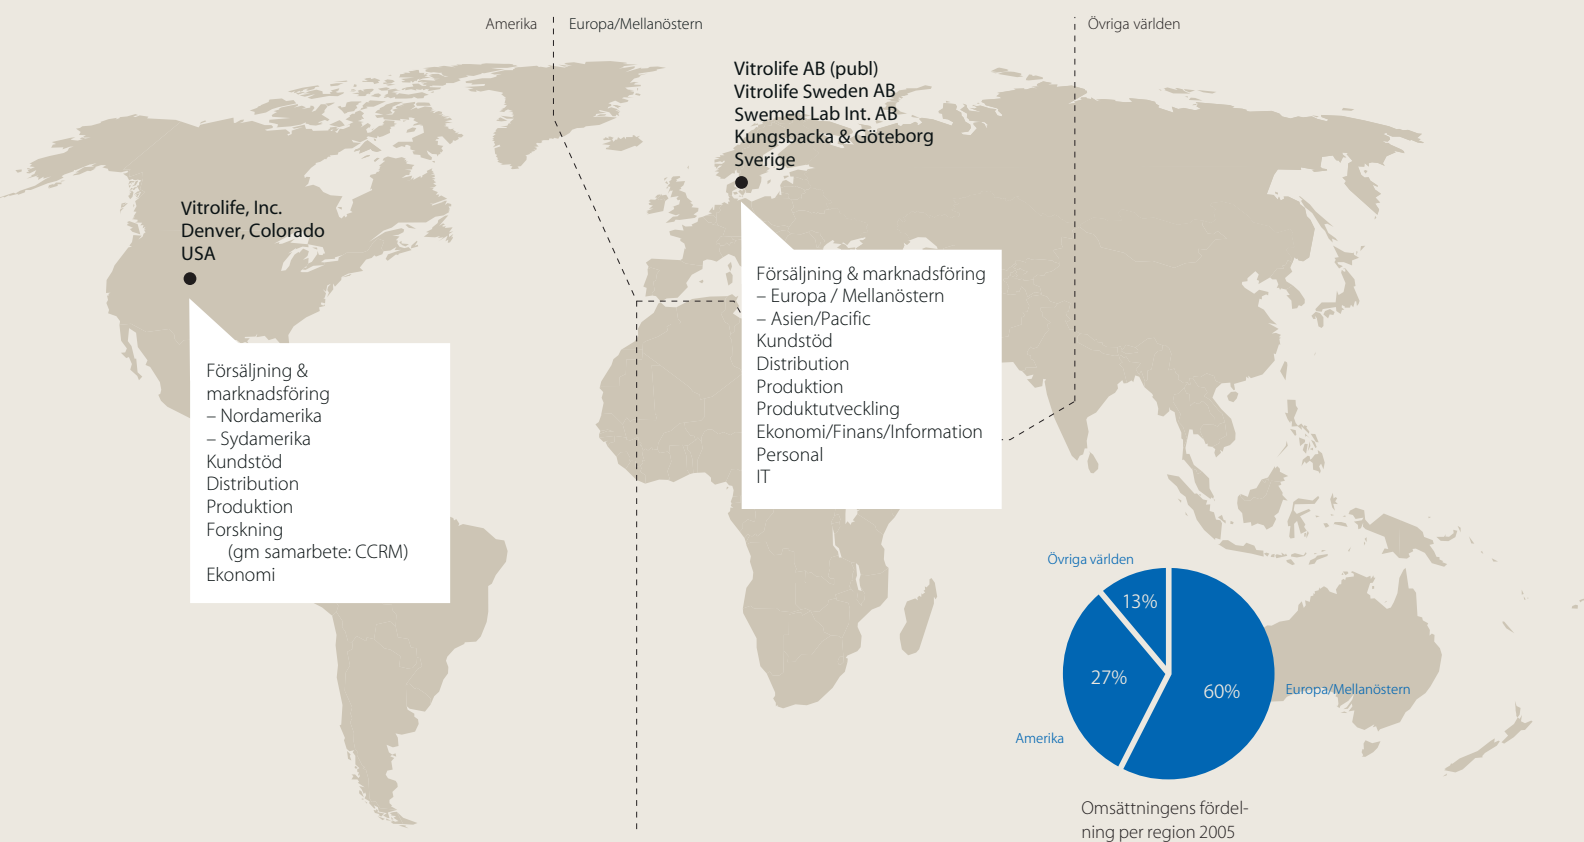 Amerika
Europa/Mellanöstern
Övriga världen
Vitrolife AB (publ)
Vitrolife Sweden AB
Swemed Lab Int. AB
Kungsbacka & Göteborg
Sverige
Vitrolife, Inc.
Denver, Colorado
USA
Försäljning & marknadsföring
– Europa / Mellanöstern
– Asien/Pacific
Kundstöd
Distribution
Produktion
Produktutveckling
Ekonomi/Finans/Information
Personal
IT
Försäljning &
marknadsföring
– Nordamerika
– Sydamerika
Kundstöd
Distribution
Produktion
Forskning
(gm samarbete: CCRM)
Ekonomi
Övriga världen
13%
27%
60%
Europa/Mellanöstern
Amerika
Omsättningens fördel-
ning per region 2005